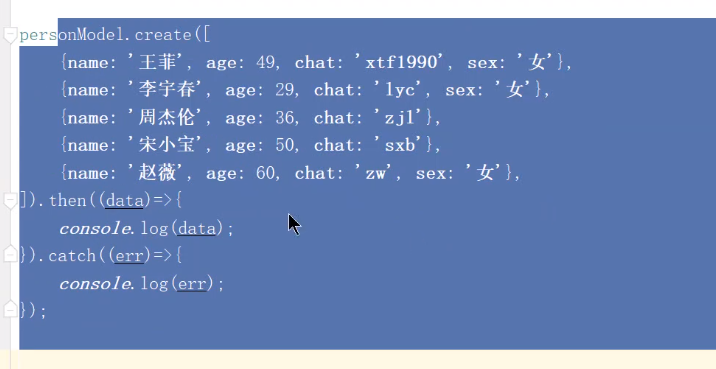 personModel.create([
{name: '王菲', age: 49, chat: 'xtf1990', sex: '女'},
{name: '李宇春', age: 29, chat: 'lyc', sex: '女'},
{name: '周杰伦', age: 36, chat: 'zjl'},
{name: '宋小宝', age: 50, chat: 'sxb'},
{name: '赵薇', age: 60, chat: 'zw', sex: '女'},
]).then((data)=>{
console.log(data);
}).catch((err)=>{
console.log(err);
});